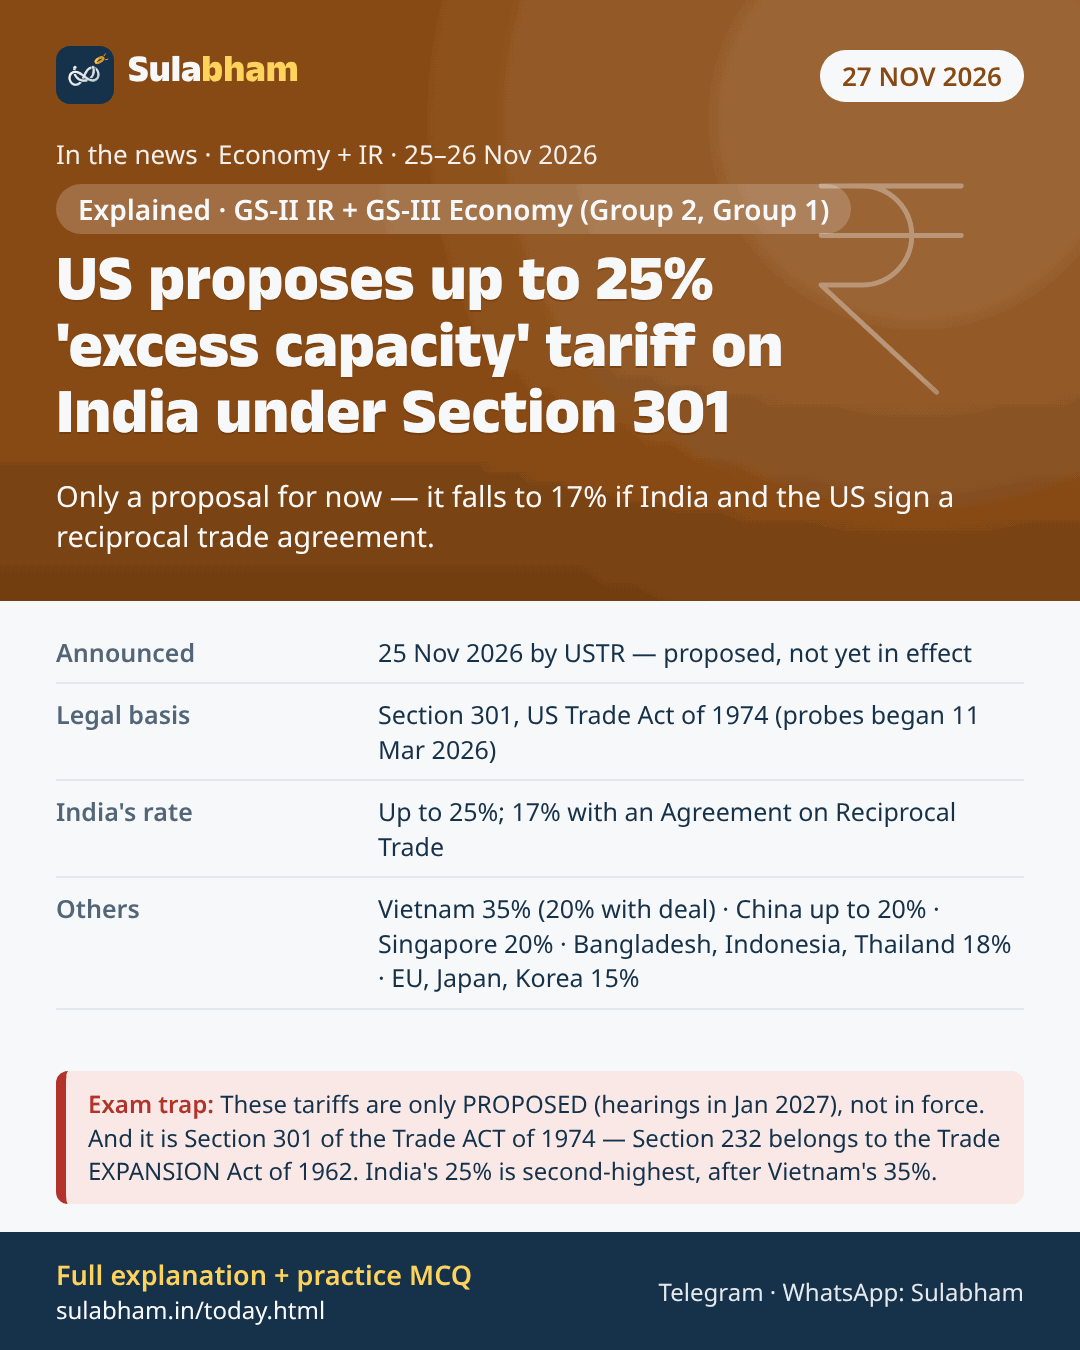 Sulabham
27 NOV 2026
In the news · Economy + IR · 25–26 Nov 2026
Explained · GS-II IR + GS-III Economy (Group 2, Group 1)
US proposes up to 25%
'excess capacity' tariff on
India under Section 301
Only a proposal for now — it falls to 17% if India and the US sign a
reciprocal trade agreement.
Announced
25 Nov 2026 by USTR — proposed, not yet in effect
Legal basis
Section 301, US Trade Act of 1974 (probes began 11
Mar 2026)
India's rate
Up to 25%; 17% with an Agreement on Reciprocal
Trade
Others
Vietnam 35% (20% with deal) · China up to 20% ·
Singapore 20% · Bangladesh, Indonesia, Thailand 18%
· EU, Japan, Korea 15%
Exam trap: These tariffs are only PROPOSED (hearings in Jan 2027), not in force.
And it is Section 301 of the Trade ACT of 1974 — Section 232 belongs to the Trade
EXPANSION Act of 1962. India's 25% is second-highest, after Vietnam's 35%.
Full explanation + practice MCQ
sulabham.in/today.html
Telegram · WhatsApp: Sulabham